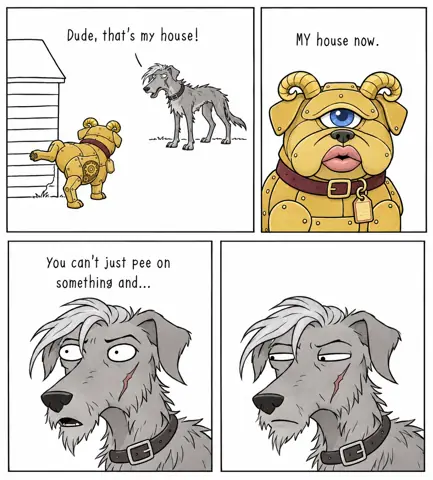 Dude, that's my house!
MY house now.
You can't just pee on
something and...